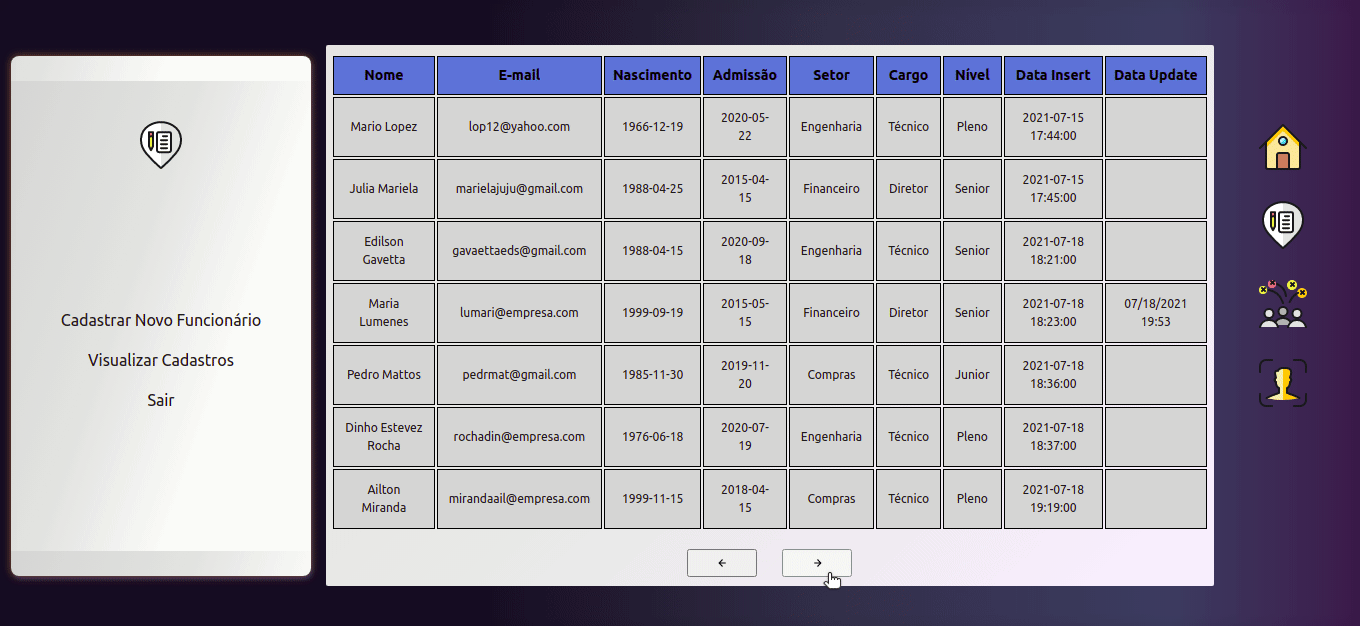 Cadastrar Novo Funcionário
Visualizar Cadastros
Sair
Nome E-mail Nascimento Admissão Setor Cargo Nível Data Insert Data Update
Mario Lopez lop12@yahoo.com 1966-12-19 2020-05-22 Engenharia Técnico Pleno 2021-07-15 17:44:00
Julia Mariela marielajuju@gmail.com 1988-04-25 2015-04-15 Financeiro Diretor Senior 2021-07-15 17:45:00
Edilson Gavetta gavaettaeds@gmail.com 1988-04-15 2020-09-18 Engenharia Técnico Senior 2021-07-18 18:21:00
Maria Lumenes lumari@empresa.com 1999-09-19 2015-05-15 Financeiro Diretor Senior 2021-07-18 18:23:00 07/18/2021 19:53
Pedro Mattos pedrmat@gmail.com 1985-11-30 2019-11-20 Compras Técnico Junior 2021-07-18 18:36:00
Dinho Estevez Rocha rochadin@empresa.com 1976-06-18 2020-07-19 Engenharia Técnico Pleno 2021-07-18 18:37:00
Ailton Miranda mirandaail@empresa.com 1999-11-15 2018-04-15 Compras Técnico Pleno 2021-07-18 19:19:00
← →